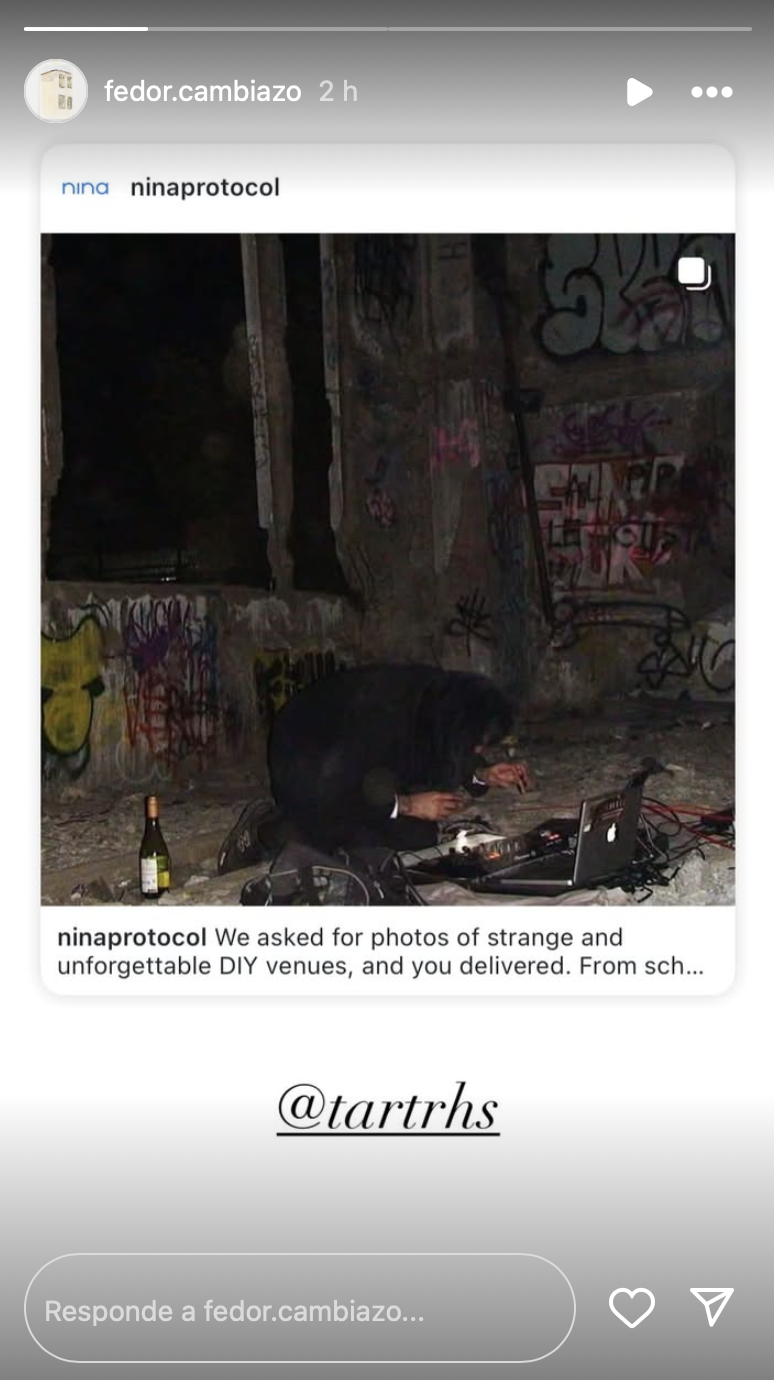 fedor.cambiazo 2 h
nina ninaprotocol
ninaprotocol We asked for photos of strange and
unforgettable DIY venues, and you delivered. From sch...
@tartrhs
Responde a fedor.cambiazo...